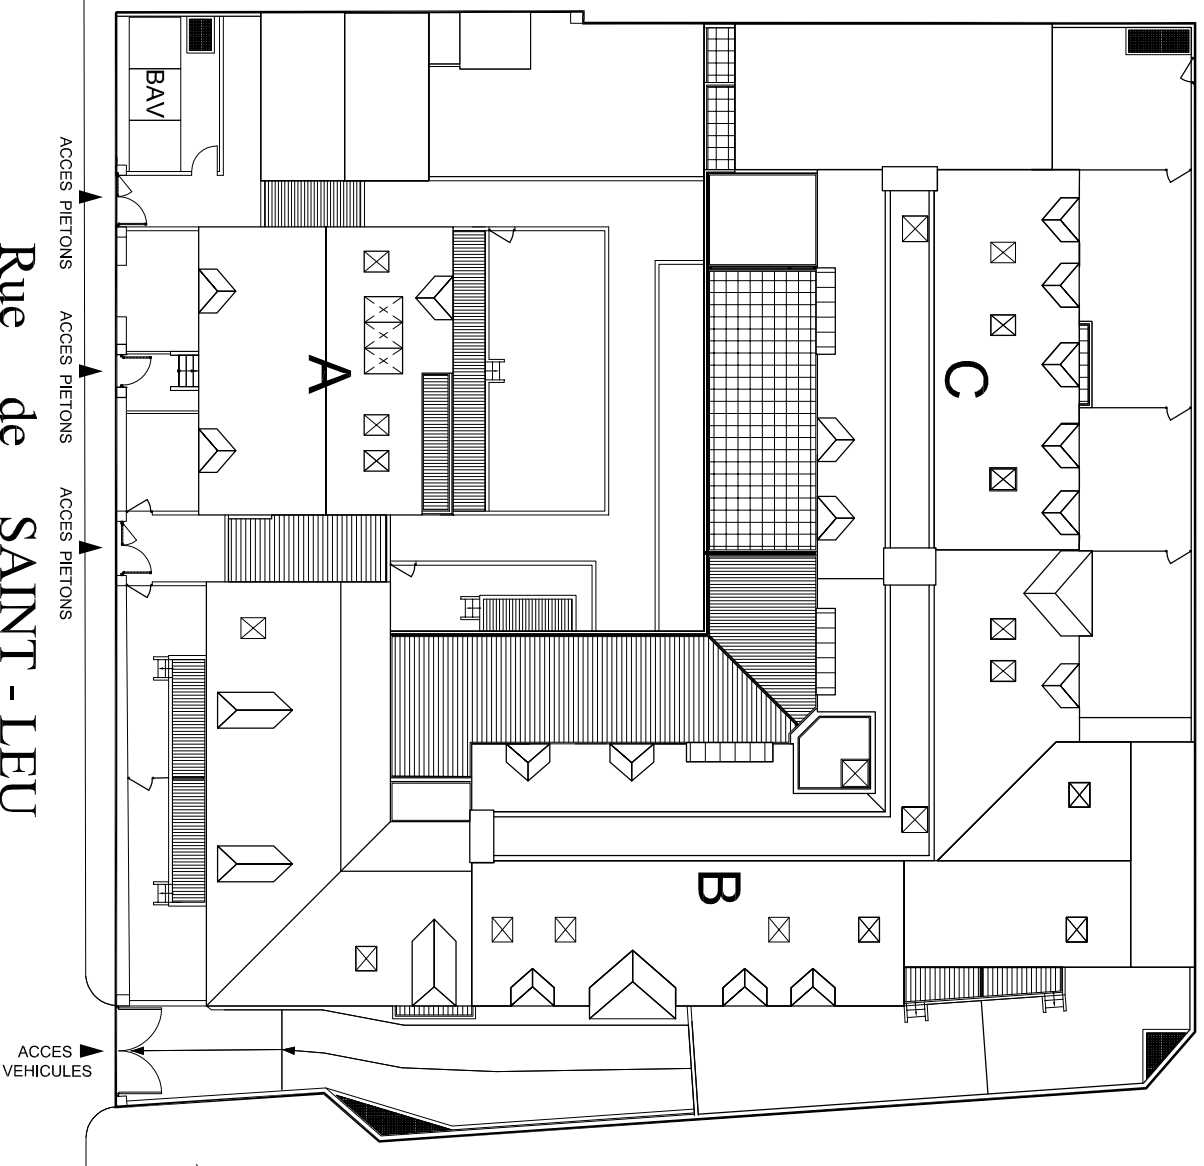 BAV
ACCES PIETONS
ACCES PIETONS
ACCES PIETONS
Rue de SAINT - LEU
A
C
B
ACCES
VEHICULES